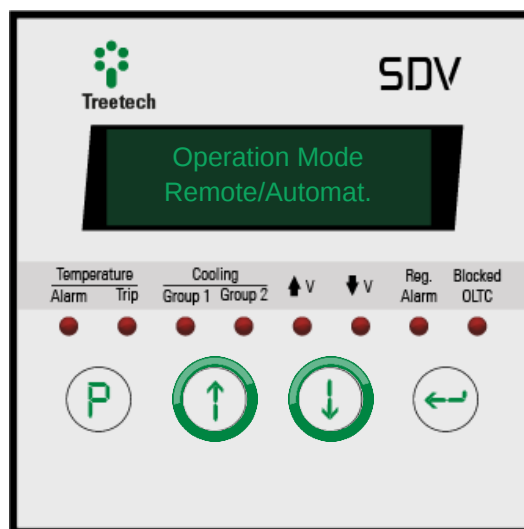 Treetech
SDV
Operation Mode
Remote/Automat.
Temperature
Alarm Trip
Cooling
Group 1 Group 2
V
V
Reg.
Alarm
Blocked
OLTC
P